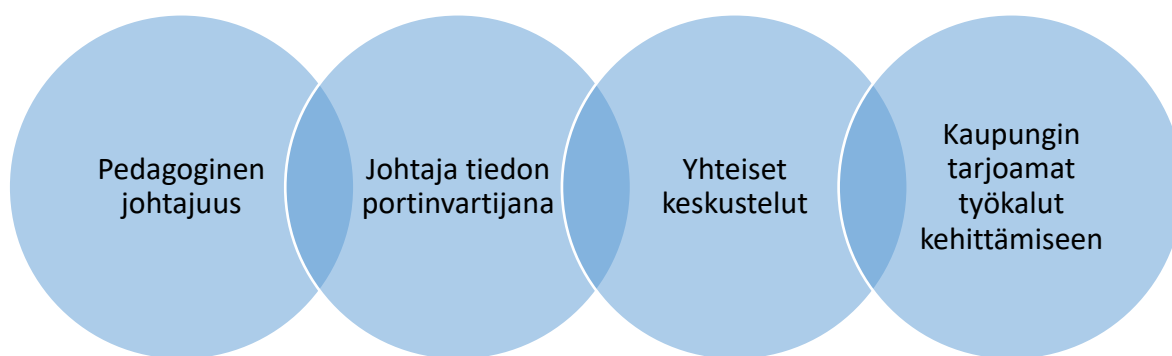 Pedagoginen
johtajuus
Johtaja tiedon
portinvartijana
Yhteiset
keskustelut
Kaupungin
tarjoamat
työkalut
kehittämiseen